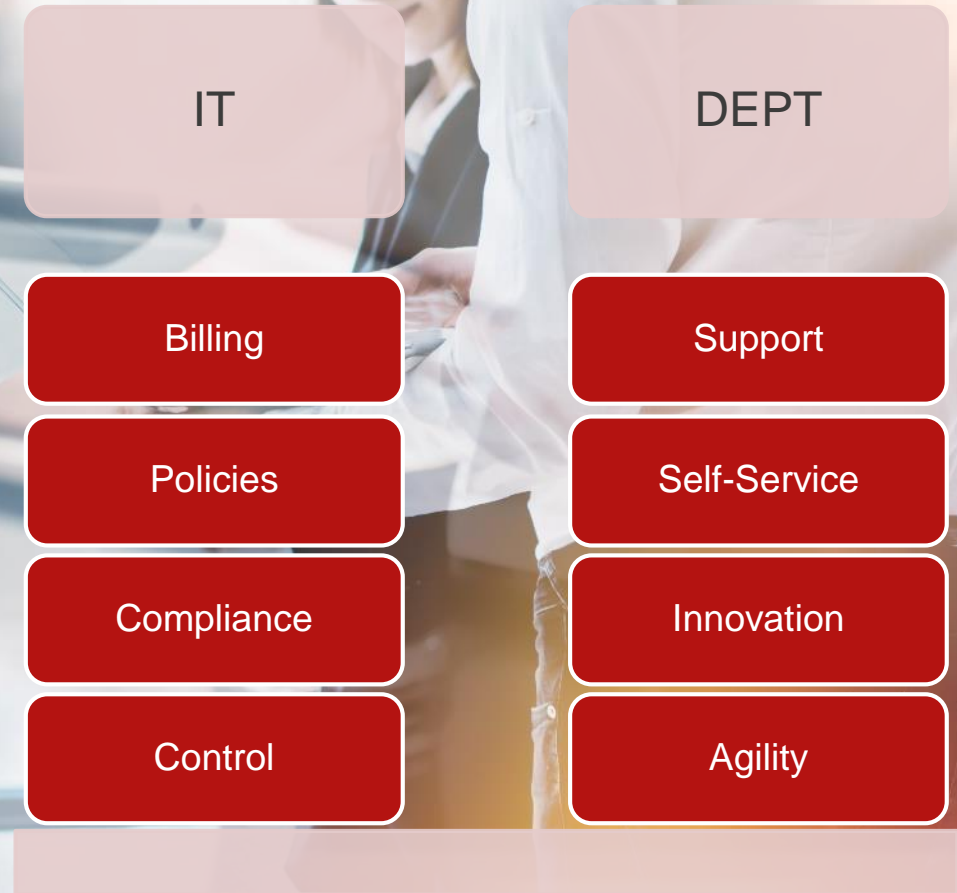 IT
DEPT
Billing
Support
Policies
Self-Service
Compliance
Innovation
Control
Agility